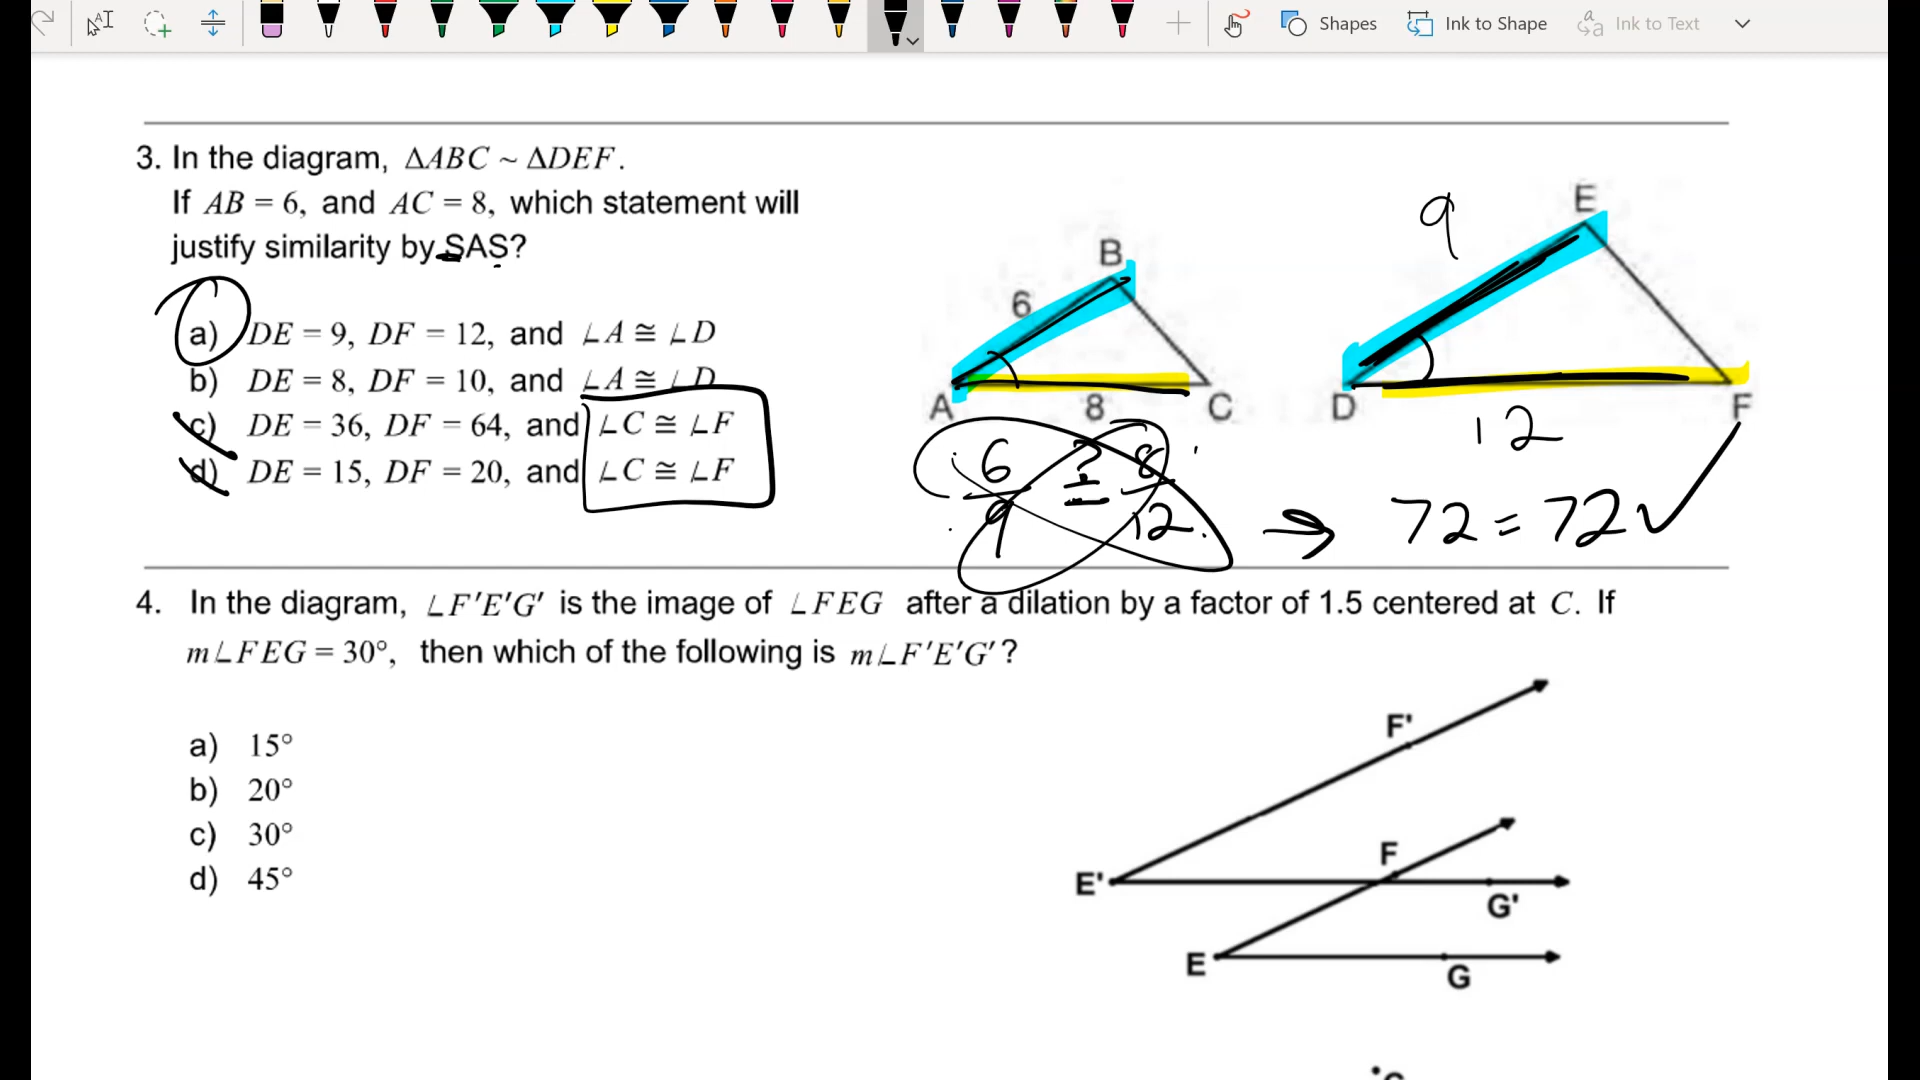 Shapes
Ink to Shape
Ink to Text
3. In the diagram, ΔABC ~ ΔDEF.
If AB = 6, and AC = 8, which statement will
justify similarity by SAS?
a) DE = 9, DF = 12, and ∠A ≅ ∠D
b) DE = 8, DF = 10, and ∠A ≅ ∠D
c) DE = 36, DF = 64, and ∠C ≅ ∠F
d) DE = 15, DF = 20, and ∠C ≅ ∠F
B
6
A
8
C
9
E
D
12
F
6/9 ≟ 8/12 → 72 = 72 ✓
4. In the diagram, ∠F'E'G' is the image of ∠FEG after a dilation by a factor of 1.5 centered at C. If
m∠FEG = 30°, then which of the following is m∠F'E'G'?
a) 15°
b) 20°
c) 30°
d) 45°
F'
F
E'
G'
E
G